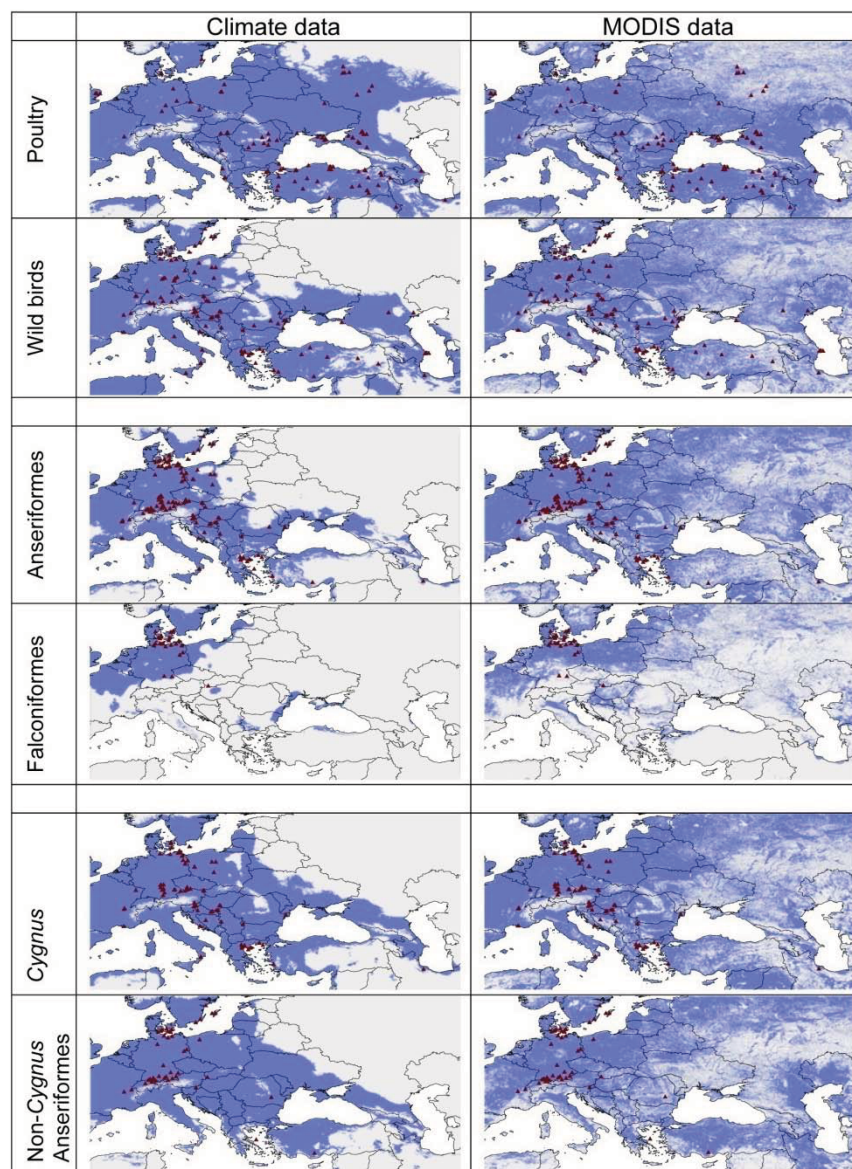 Climate data
MODIS data
Poultry
Wild birds
Anseriformes
Falconiformes
Cygnus
Non-Cygnus
Anseriformes